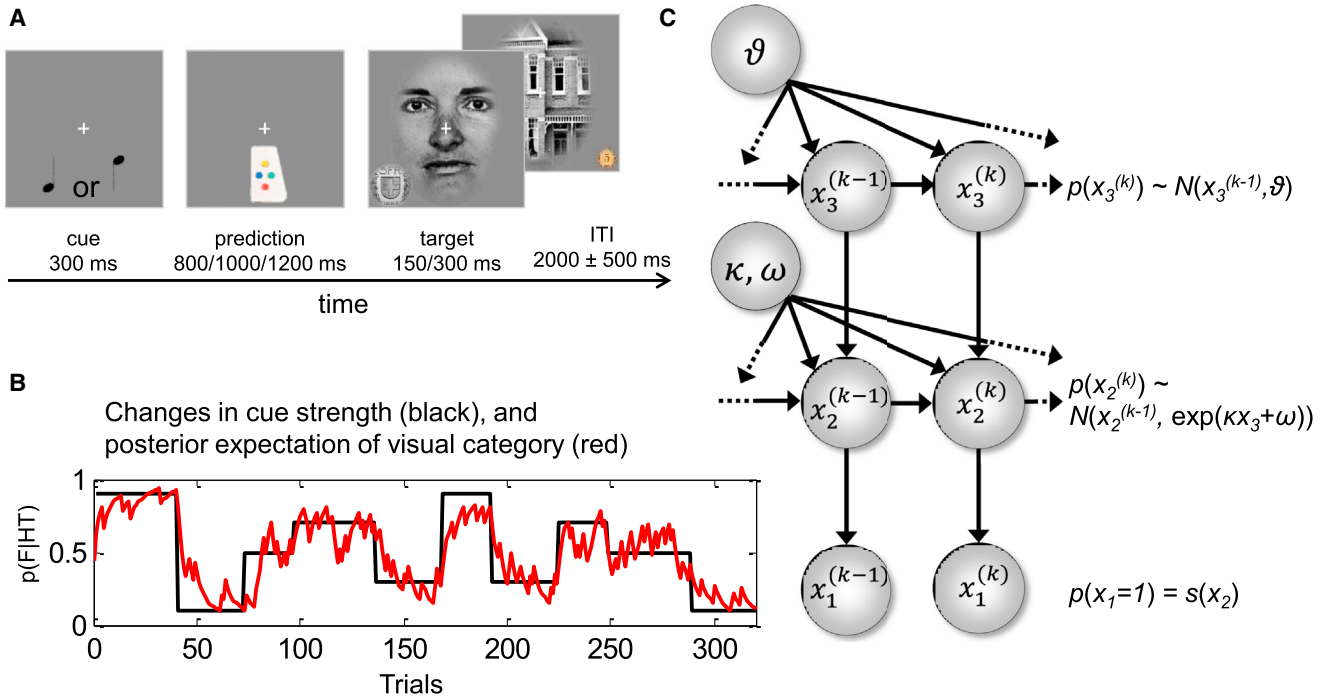 A
or
5
cue
300 ms
prediction
800/1000/1200 ms
target
150/300 ms
ITI
2000 ± 500 ms
time
B
Changes in cue strength (black), and
posterior expectation of visual category (red)
p(F|HT)
1
0.5
0
0 50 100 150 200 250 300
Trials
C
ϑ
x₃⁽ᵏ⁻¹⁾ x₃⁽ᵏ⁾ p(x₃⁽ᵏ⁾) ~ N(x₃⁽ᵏ⁻¹⁾,ϑ)
κ, ω
x₂⁽ᵏ⁻¹⁾ x₂⁽ᵏ⁾ p(x₂⁽ᵏ⁾) ~
N(x₂⁽ᵏ⁻¹⁾, exp(κx₃+ω))
x₁⁽ᵏ⁻¹⁾ x₁⁽ᵏ⁾ p(x₁=1) = s(x₂)